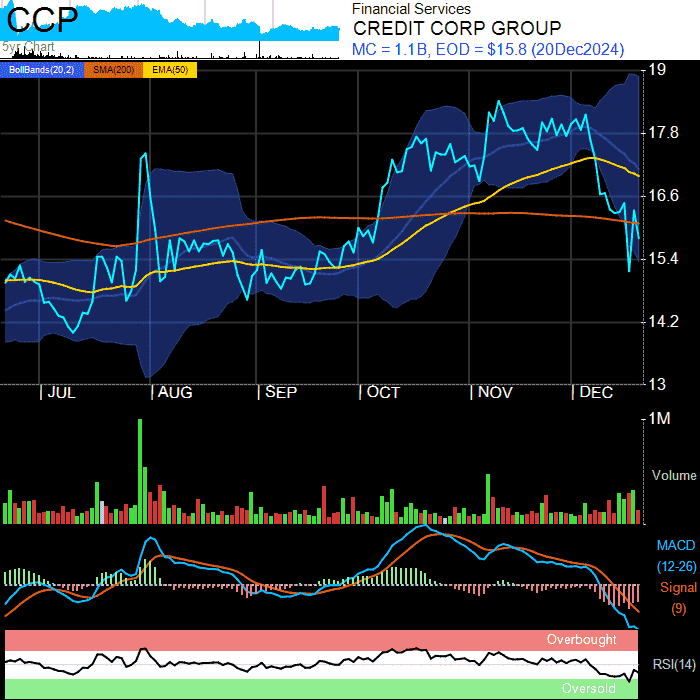 CCP
5yr Chart
Financial Services
CREDIT CORP GROUP
MC = 1.1B, EOD = $15.8 (20Dec2024)
BollBands(20,2) SMA(200) EMA(50)
19
17.8
16.6
15.4
14.2
13
JUL AUG SEP OCT NOV DEC
1M
Volume
MACD
(12-26)
Signal
(9)
Overbought
RSI(14)
Oversold